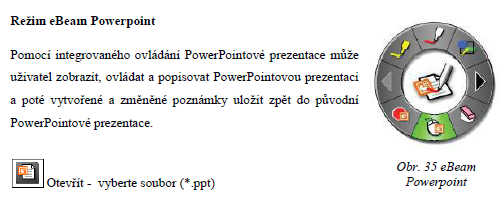 Režim eBeam Powerpoint
Pomocí integrovaného ovládání PowerPointové prezentace může
uživatel zobrazit, ovládat a popisovat PowerPointovou prezentaci
a poté vytvořené a změněné poznámky uložit zpět do původní
PowerPointové prezentace.
Otevřít - vyberte soubor (*.ppt)
Obr. 35 eBeam
Powerpoint